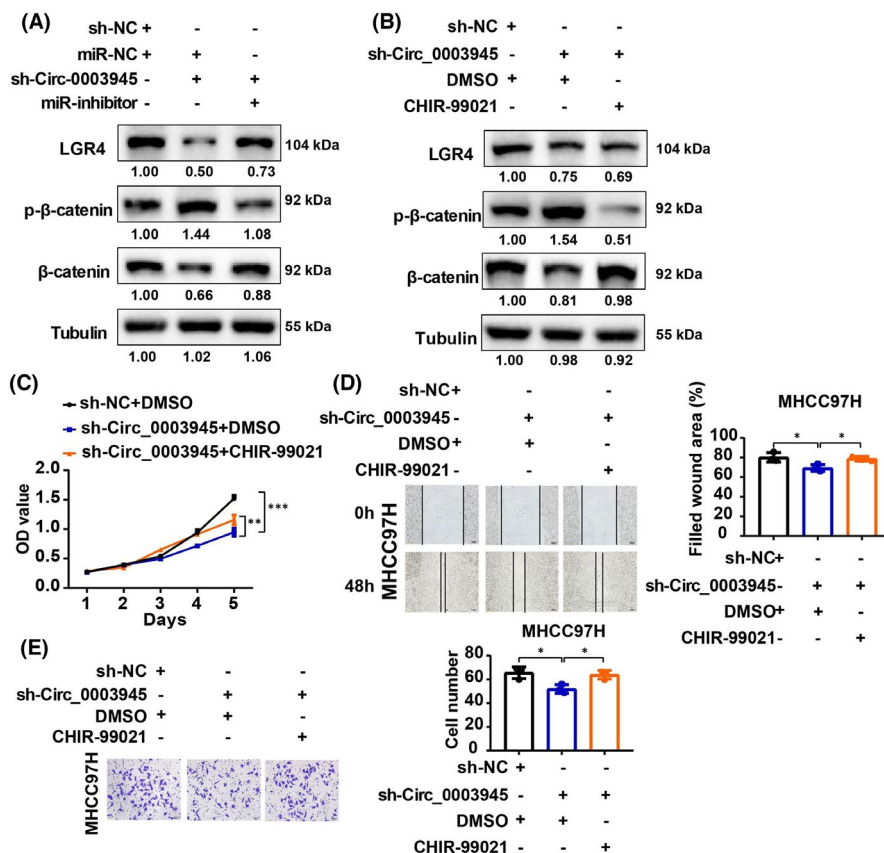 (A)
sh-NC + - -
miR-NC + + -
sh-Circ-0003945 - + +
miR-inhibitor - - +
LGR4 104 kDa
1.00 0.50 0.73
p-β-catenin 92 kDa
1.00 1.44 1.08
β-catenin 92 kDa
1.00 0.66 0.88
Tubulin 55 kDa
1.00 1.02 1.06
(B)
sh-NC + - -
sh-Circ_0003945 - + +
DMSO + + -
CHIR-99021 - - +
LGR4 104 kDa
1.00 0.75 0.69
p-β-catenin 92 kDa
1.00 1.54 0.51
β-catenin 92 kDa
1.00 0.81 0.98
Tubulin 55 kDa
1.00 0.98 0.92
(C)
sh-NC+DMSO
sh-Circ_0003945+DMSO
sh-Circ_0003945+CHIR-99021
OD value
2.0
1.5
1.0
0.5
0.0
** ***
1 2 3 4 5
Days
(D)
sh-NC + - -
sh-Circ_0003945 - + +
DMSO + + -
CHIR-99021 - - +
MHCC97H
0h
48h
MHCC97H
Filled wound area (%)
100
80
60
40
20
0
* *
sh-NC + - -
sh-Circ_0003945 - + +
DMSO + + -
CHIR-99021 - - +
(E)
sh-NC + - -
sh-Circ_0003945 - + +
DMSO + + -
CHIR-99021 - - +
MHCC97H
MHCC97H
Cell number
80
60
40
20
0
* *
sh-NC + - -
sh-Circ_0003945 - + +
DMSO + + -
CHIR-99021 - - +